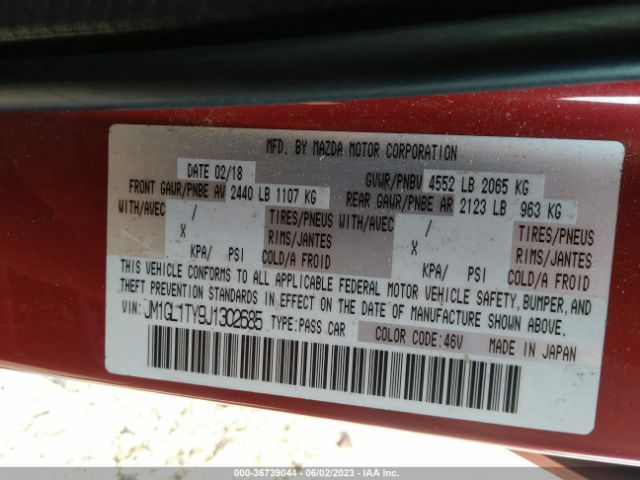 MFD. BY MAZDA MOTOR CORPORATION
DATE 02/18 GVWR/PNBV 4552 LB 2065 KG
FRONT GAWR/PNBE AV 2440 LB 1107 KG REAR GAWR/PNBE AR 2123 LB 963 KG
WITH/AVEC / TIRES/PNEUS WITH/AVEC / TIRES/PNEUS
X RIMS/JANTES X RIMS/JANTES
KPA/ PSI COLD/A FROID KPA/ PSI COLD/A FROID
THIS VEHICLE CONFORMS TO ALL APPLICABLE FEDERAL MOTOR VEHICLE SAFETY, BUMPER, AND
THEFT PREVENTION STANDARDS IN EFFECT ON THE DATE OF MANUFACTURE SHOWN ABOVE.
VIN: JM1GL1TY9J1302685 TYPE:PASS CAR COLOR CODE:46V MADE IN JAPAN
000-36739044 | 06/02/2023 - IAA Inc.